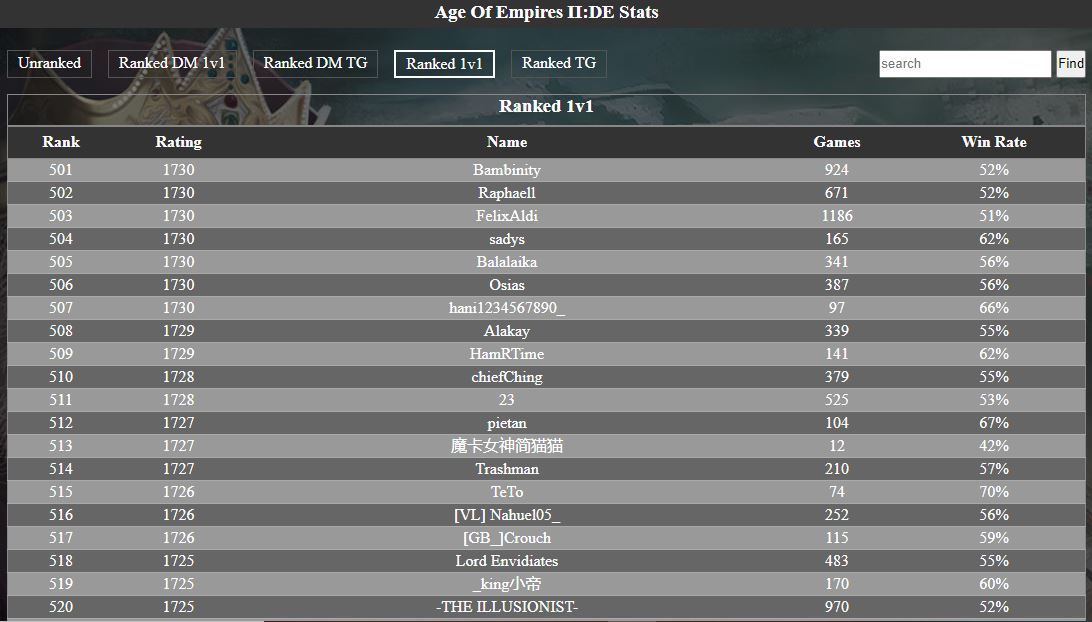 Age Of Empires II:DE Stats
Unranked Ranked DM 1v1 Ranked DM TG Ranked 1v1 Ranked TG search Find
Ranked 1v1
Rank Rating Name Games Win Rate
501 1730 Bambinity 924 52%
502 1730 Raphaell 671 52%
503 1730 FelixAldi 1186 51%
504 1730 sadys 165 62%
505 1730 Balalaika 341 56%
506 1730 Osias 387 56%
507 1730 hani1234567890_ 97 66%
508 1729 Alakay 339 55%
509 1729 HamRTime 141 62%
510 1728 chiefChing 379 55%
511 1728 23 525 53%
512 1727 pietan 104 67%
513 1727 魔卡女神简猫猫 12 42%
514 1727 Trashman 210 57%
515 1726 TeTo 74 70%
516 1726 [VL] Nahuel05_ 252 56%
517 1726 [GB_]Crouch 115 59%
518 1725 Lord Envidiates 483 55%
519 1725 _king小帝 170 60%
520 1725 -THE ILLUSIONIST- 970 52%